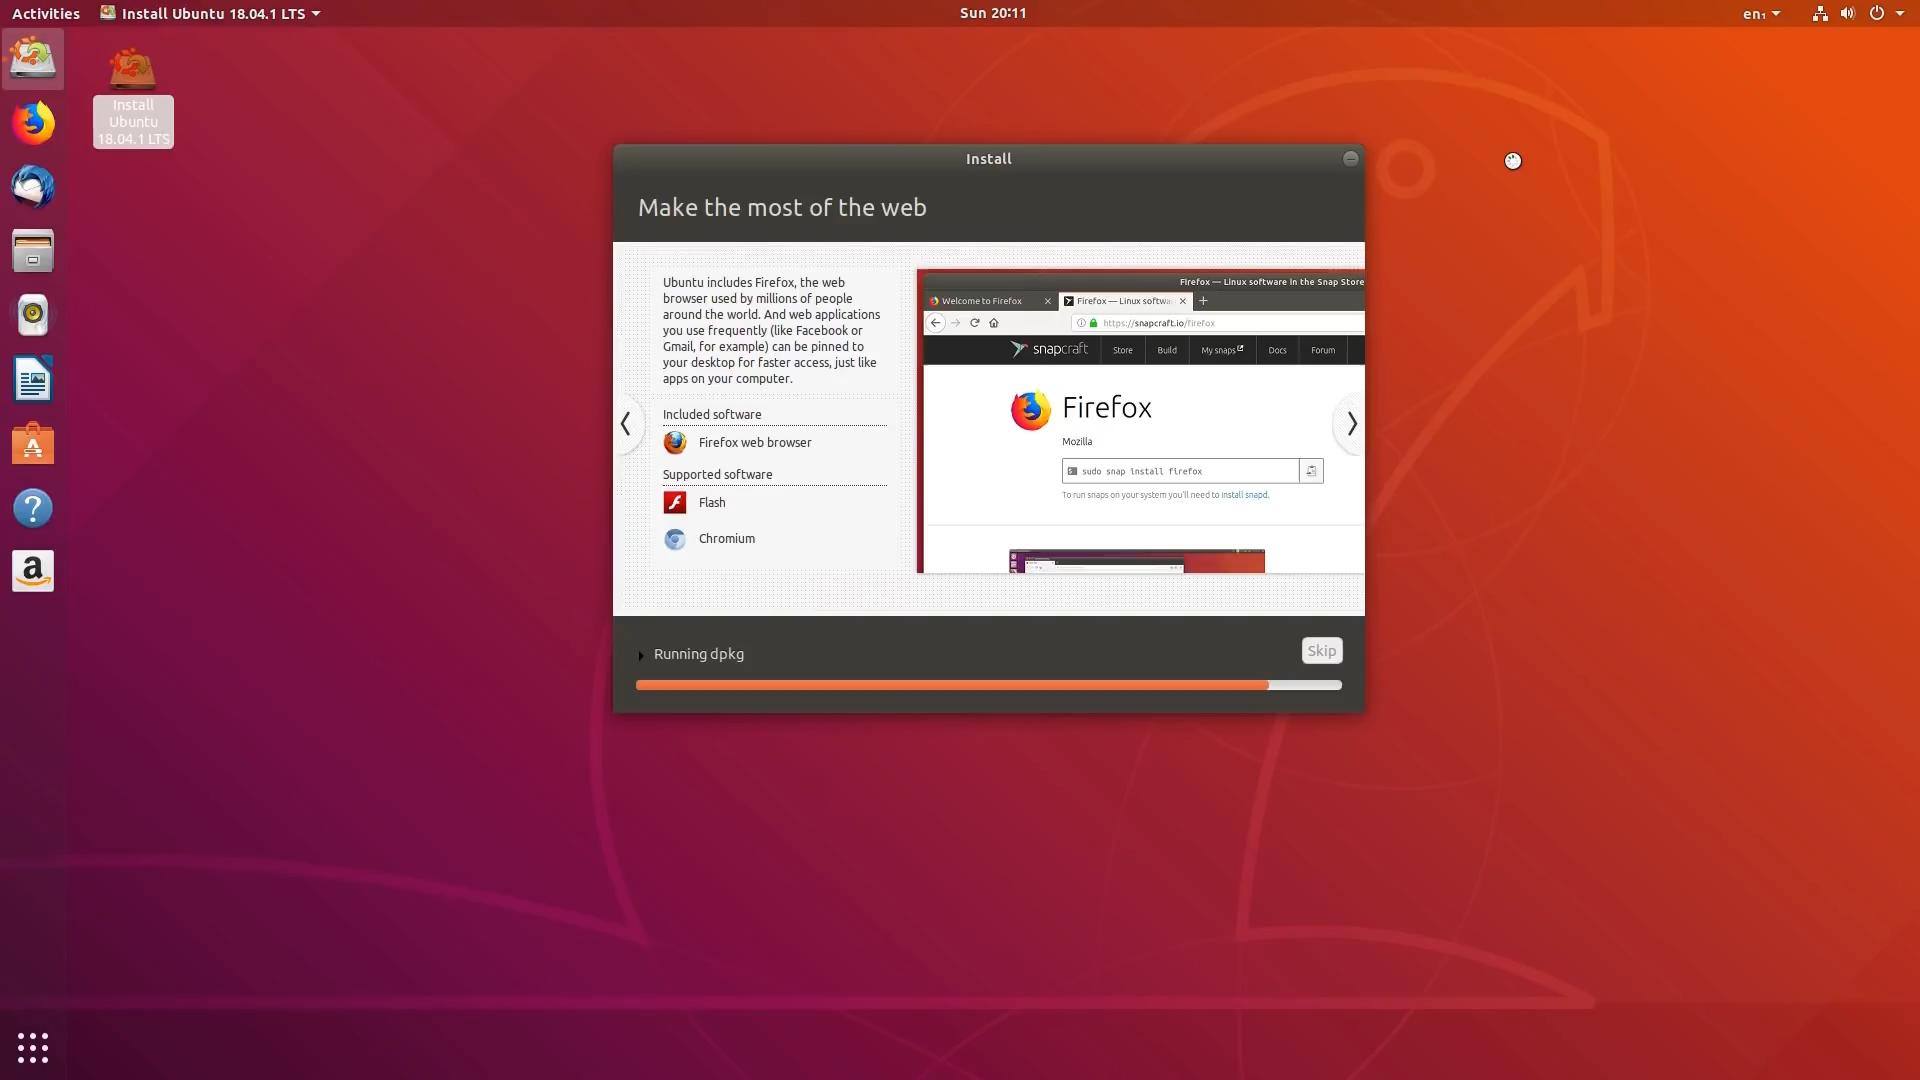 Activities
Install Ubuntu 18.04.1 LTS
Sun 20:11
en₁
Install
Ubuntu
18.04.1 LTS
Install
Make the most of the web
Ubuntu includes Firefox, the web
browser used by millions of people
around the world. And web applications
you use frequently (like Facebook or
Gmail, for example) can be pinned to
your desktop for faster access, just like
apps on your computer.
Included software
Firefox web browser
Supported software
Flash
Chromium
Firefox — Linux software in the Snap Store
Welcome to Firefox
Firefox — Linux softwa
https://snapcraft.io/firefox
snapcraft
Store
Build
My snaps
Docs
Forum
Firefox
Mozilla
sudo snap install firefox
To run snaps on your system you'll need to install snapd.
Running dpkg
Skip